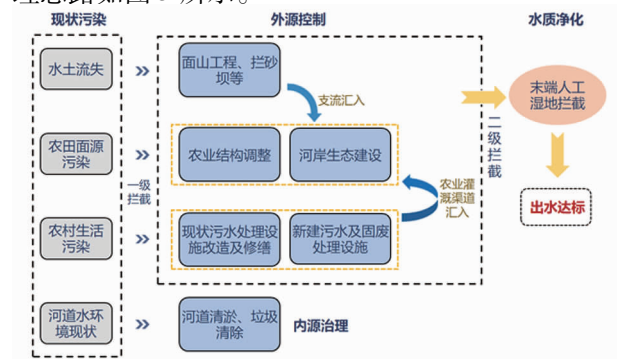 现状污染
外源控制
水质净化
水土流失
面山工程、拦砂
坝等
支流汇入
末端人工
湿地拦截
农田面源
污染
农业结构调整
河岸生态建设
二级拦截
一级
拦截
农业灌
溉渠道
汇入
出水达标
农村生活
污染
现状污水处理设
施改造及修缮
新建污水及固废
处理设施
河道水环
境现状
河道清淤、垃圾
清除
内源治理